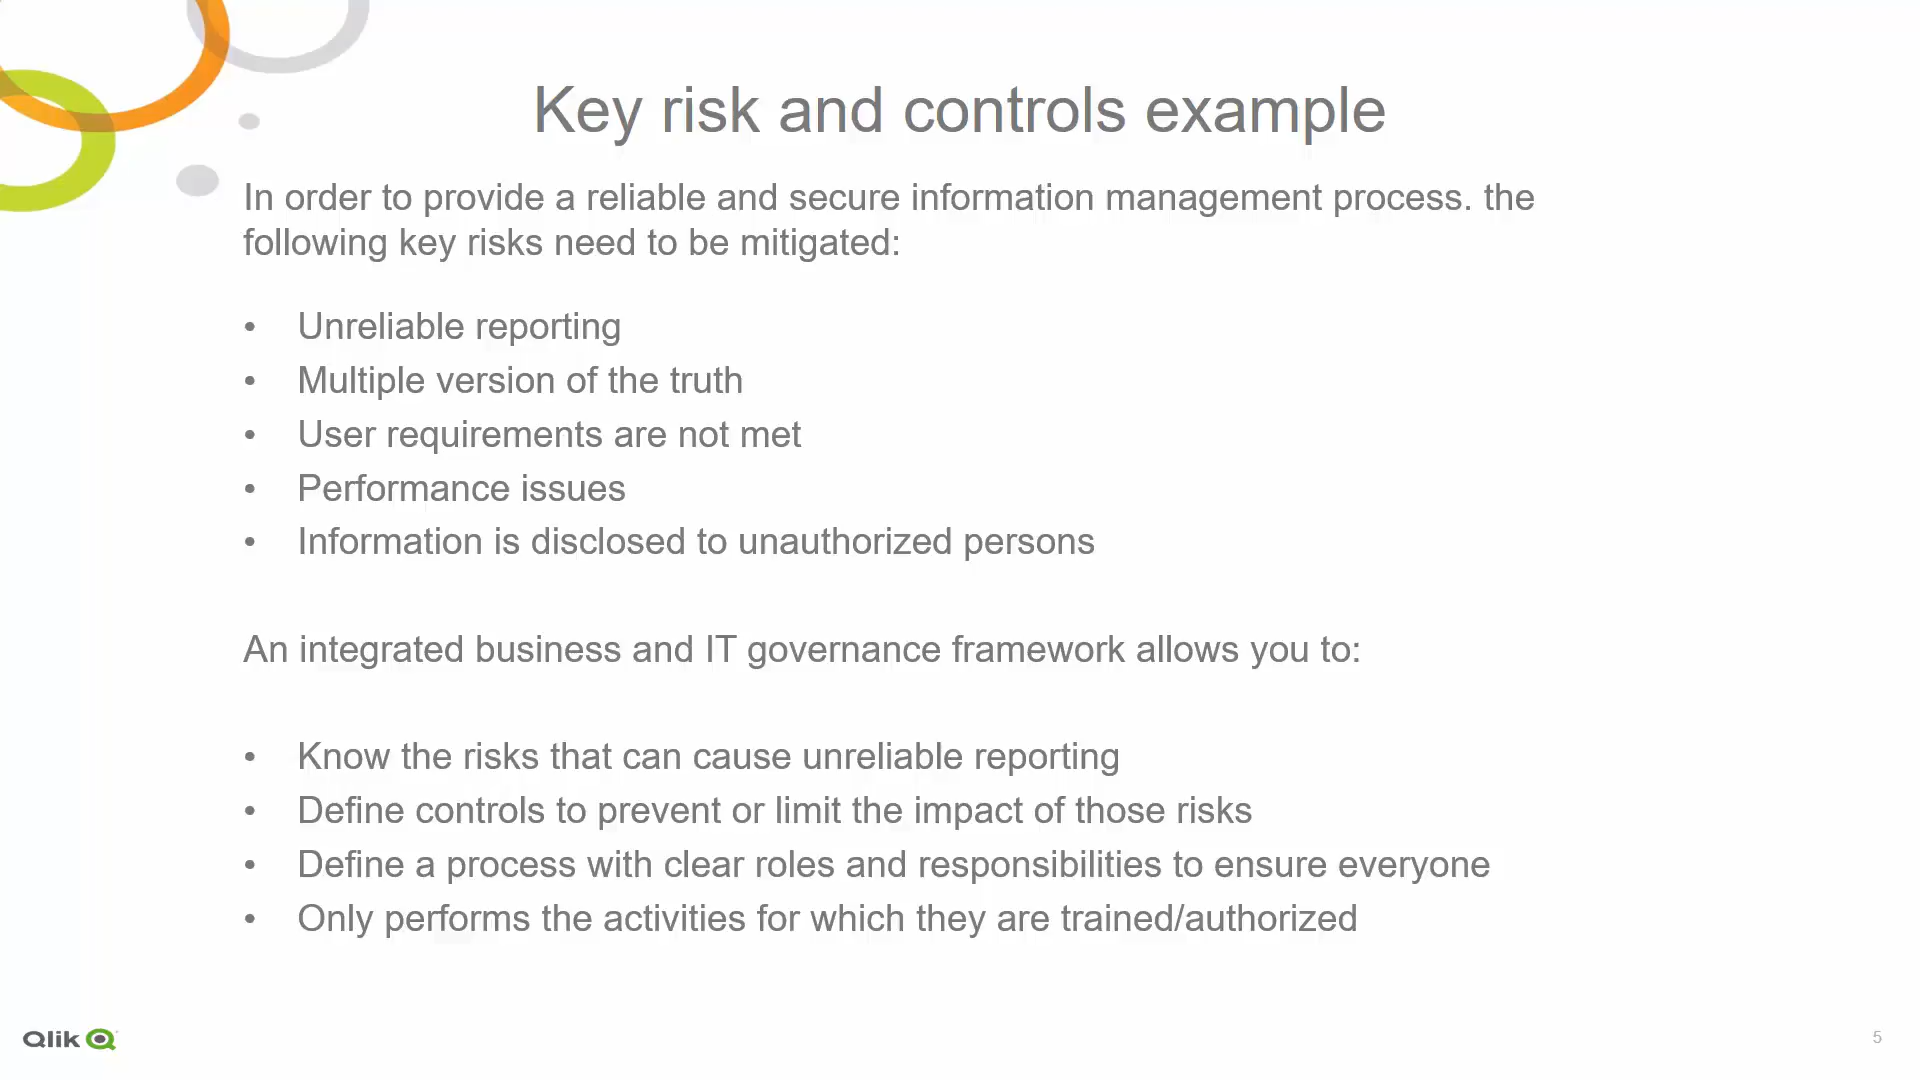 Key risk and controls example
In order to provide a reliable and secure information management process. the
following key risks need to be mitigated:
• Unreliable reporting
• Multiple version of the truth
• User requirements are not met
• Performance issues
• Information is disclosed to unauthorized persons
An integrated business and IT governance framework allows you to:
• Know the risks that can cause unreliable reporting
• Define controls to prevent or limit the impact of those risks
• Define a process with clear roles and responsibilities to ensure everyone
• Only performs the activities for which they are trained/authorized
Qlik
5